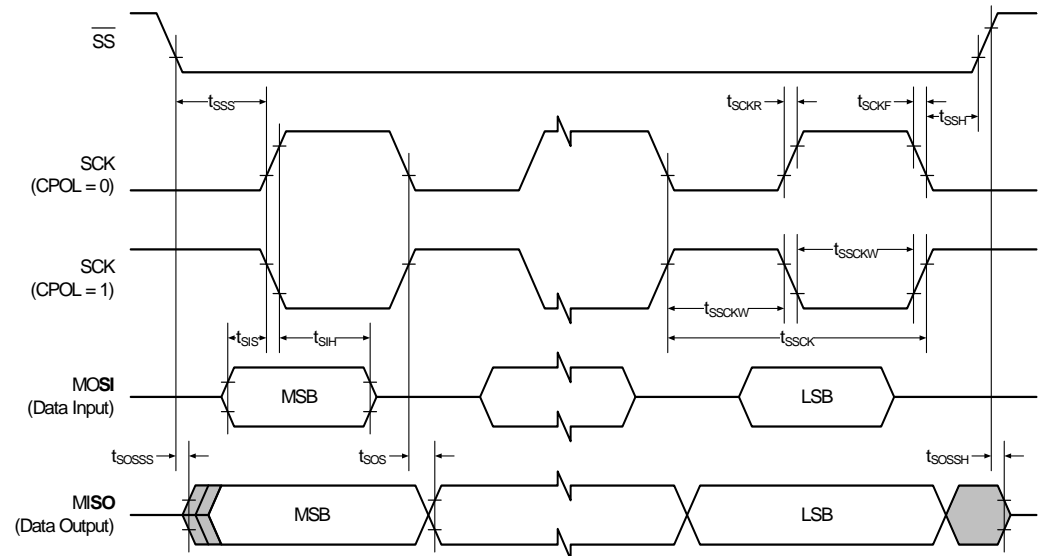 SS
tSSS
tSCKR
tSCKF
tSSH
SCK
(CPOL = 0)
SCK
(CPOL = 1)
tSSCKW
tSSCKW
tSSCK
tSIS
tSIH
MOSI
(Data Input)
MSB
LSB
tSOSSS
tSOS
tSOSSH
MISO
(Data Output)
MSB
LSB